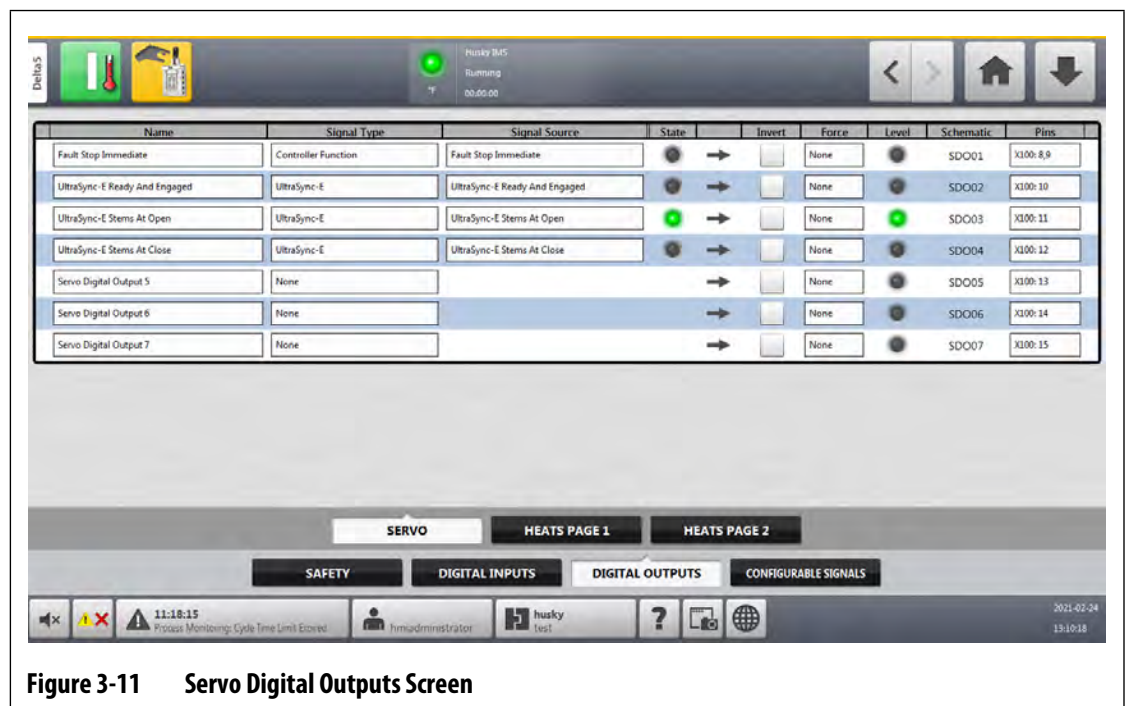 Delta5
Husky IMS
Running
°F 00:00:00
Name Signal Type Signal Source State Invert Force Level Schematic Pins
Fault Stop Immediate Controller Function Fault Stop Immediate None SDO01 X100: 8,9
UltraSync-E Ready And Engaged UltraSync-E UltraSync-E Ready And Engaged None SDO02 X100: 10
UltraSync-E Stems At Open UltraSync-E UltraSync-E Stems At Open None SDO03 X100: 11
UltraSync-E Stems At Close UltraSync-E UltraSync-E Stems At Close None SDO04 X100: 12
Servo Digital Output 5 None None SDO05 X100: 13
Servo Digital Output 6 None None SDO06 X100: 14
Servo Digital Output 7 None None SDO07 X100: 15
SERVO HEATS PAGE 1 HEATS PAGE 2
SAFETY DIGITAL INPUTS DIGITAL OUTPUTS CONFIGURABLE SIGNALS
11:18:15
Process Monitoring: Cycle Time Limit
hmiadministrator
husky
test
?
2021-02-24
13:10:18
Figure 3-11 Servo Digital Outputs Screen